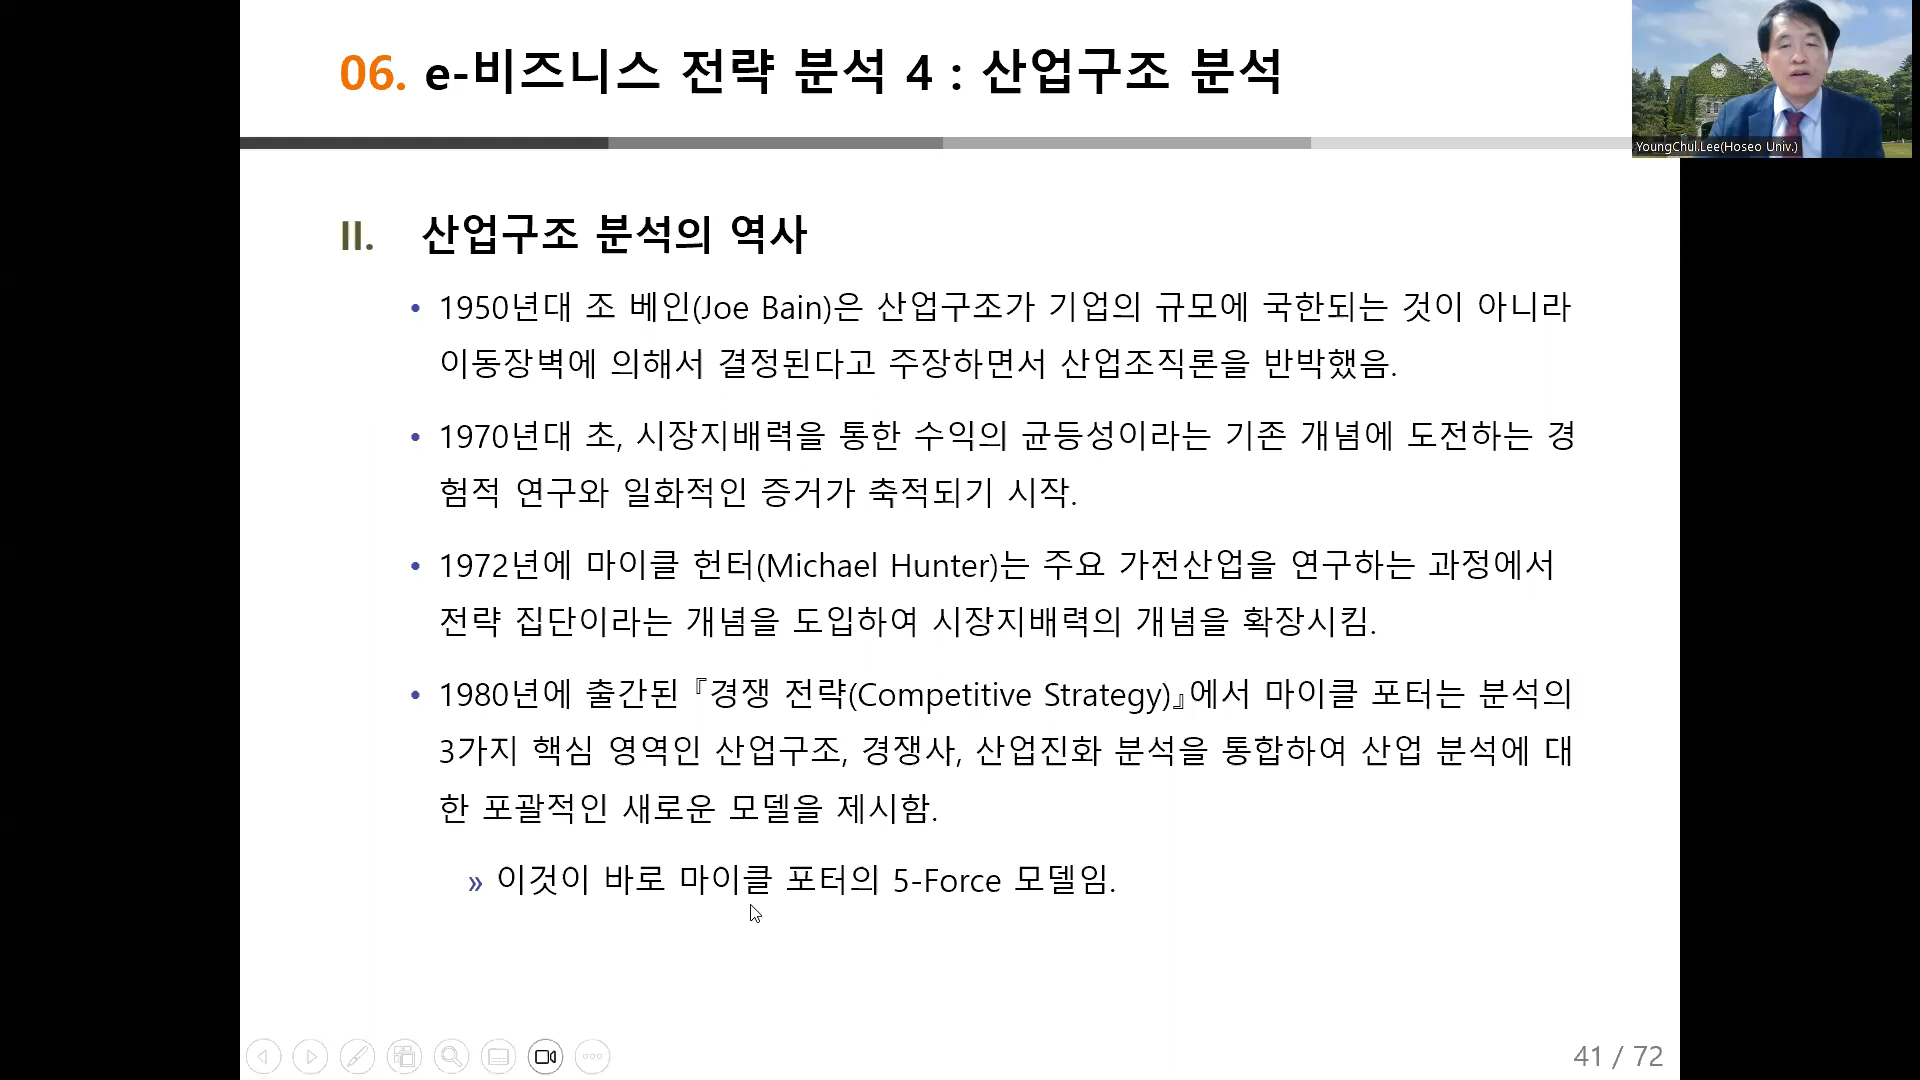 06. e-비즈니스 전략 분석 4 : 산업구조 분석
YoungChul.Lee(Hoseo Univ.)
II. 산업구조 분석의 역사
• 1950년대 조 베인(Joe Bain)은 산업구조가 기업의 규모에 국한되는 것이 아니라
이동장벽에 의해서 결정된다고 주장하면서 산업조직론을 반박했음.
• 1970년대 초, 시장지배력을 통한 수익의 균등성이라는 기존 개념에 도전하는 경
험적 연구와 일화적인 증거가 축적되기 시작.
• 1972년에 마이클 헌터(Michael Hunter)는 주요 가전산업을 연구하는 과정에서
전략 집단이라는 개념을 도입하여 시장지배력의 개념을 확장시킴.
• 1980년에 출간된 『경쟁 전략(Competitive Strategy)』에서 마이클 포터는 분석의
3가지 핵심 영역인 산업구조, 경쟁사, 산업진화 분석을 통합하여 산업 분석에 대
한 포괄적인 새로운 모델을 제시함.
» 이것이 바로 마이클 포터의 5-Force 모델임.
41 / 72